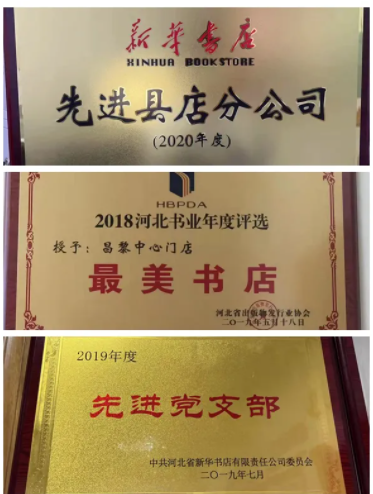 新华书店
XINHUA BOOKSTORE
先进县店分公司
(2020年度)
HBPDA
2018河北书业年度评选
授予：昌黎中心门店
最美书店
河北省出版物发行业协会
二〇一九年五月十八日
2019年度
先进党支部
中共河北省新华书店有限责任公司委员会
二〇一九年七月